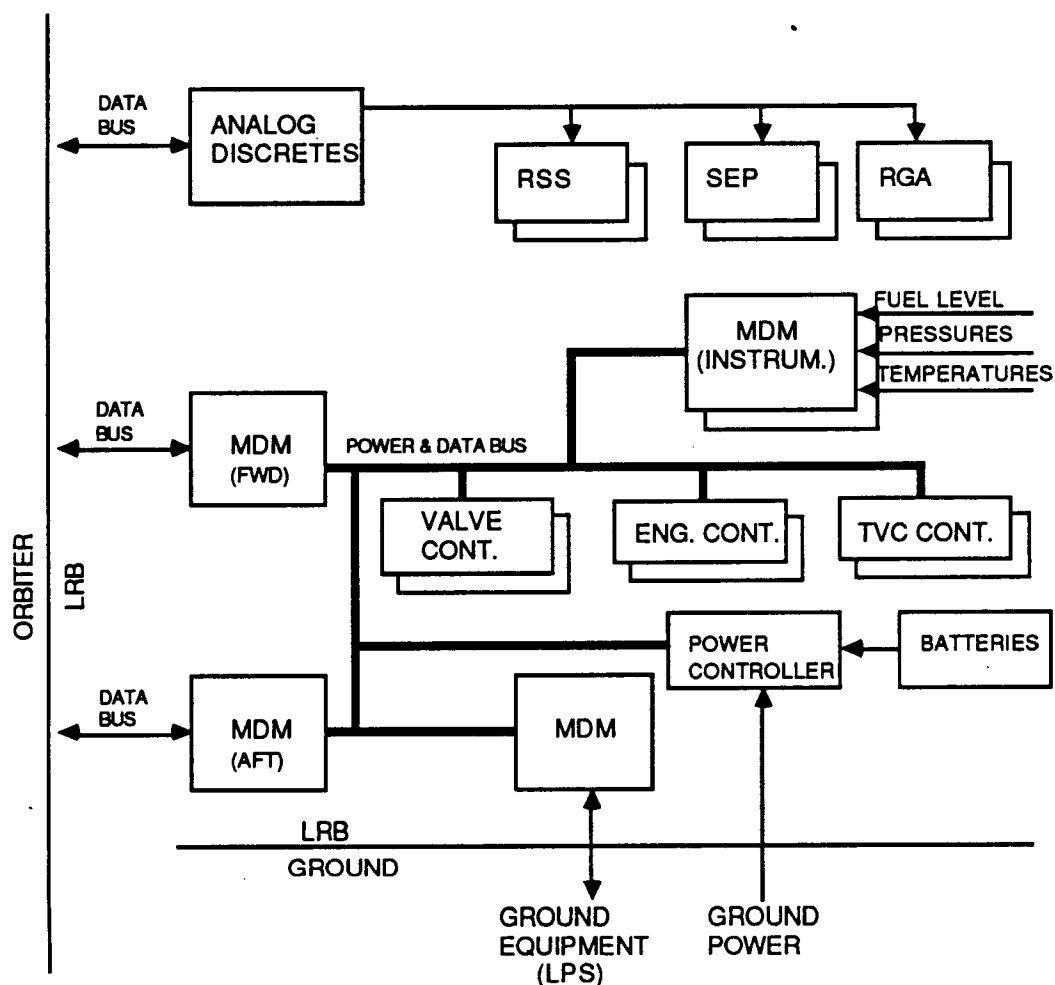 DATA
BUS
ANALOG
DISCRETES
RSS
SEP
RGA
MDM
(INSTRUM.)
FUEL LEVEL
PRESSURES
TEMPERATURES
DATA
BUS
MDM
(FWD)
POWER & DATA BUS
VALVE
CONT.
ENG. CONT.
TVC CONT.
ORBITER
LRB
POWER
CONTROLLER
BATTERIES
DATA
BUS
MDM
(AFT)
MDM
LRB
GROUND
GROUND
EQUIPMENT
(LPS)
GROUND
POWER